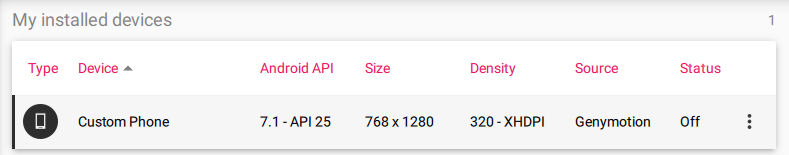 My installed devices 1
Type Device Android API Size Density Source Status
Custom Phone 7.1 - API 25 768 x 1280 320 - XHDPI Genymotion Off